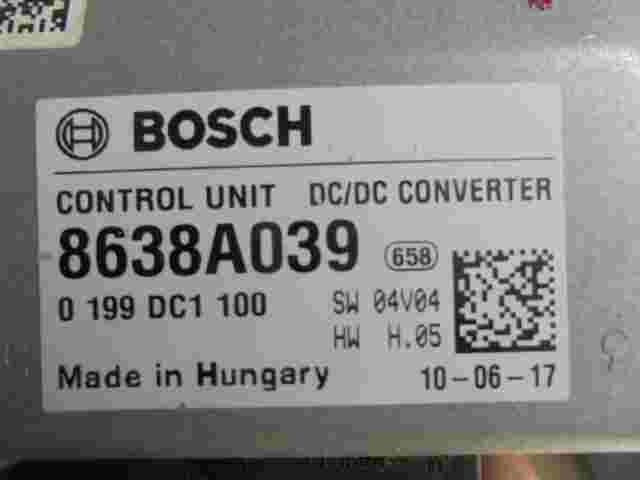 BOSCH
CONTROL UNIT DC/DC CONVERTER
8638A039 658
0 199 DC1 100 SW 04V04
HW H.05
Made in Hungary 10-06-17